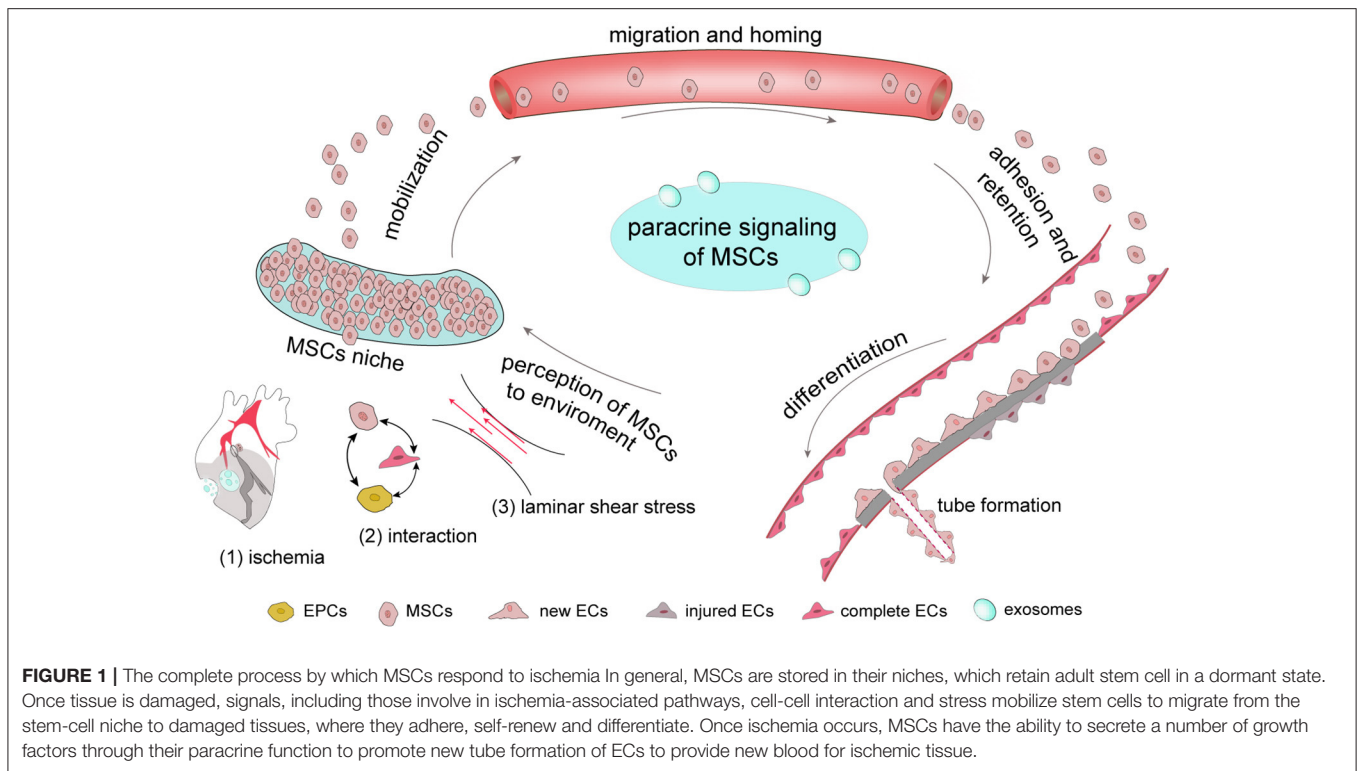 migration and homing
mobilization
adhesion and
retention
paracrine signaling
of MSCs
MSCs niche
perception of MSCs
to enviroment
differentiation
tube formation
(1) ischemia
(2) interaction
(3) laminar shear stress
EPCs
MSCs
new ECs
injured ECs
complete ECs
exosomes
FIGURE 1 | The complete process by which MSCs respond to ischemia In general, MSCs are stored in their niches, which retain adult stem cell in a dormant state.
Once tissue is damaged, signals, including those involve in ischemia-associated pathways, cell-cell interaction and stress mobilize stem cells to migrate from the
stem-cell niche to damaged tissues, where they adhere, self-renew and differentiate. Once ischemia occurs, MSCs have the ability to secrete a number of growth
factors through their paracrine function to promote new tube formation of ECs to provide new blood for ischemic tissue.